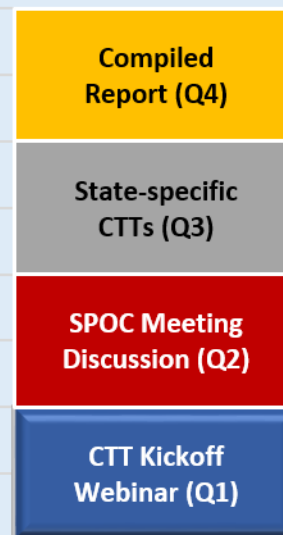 Compiled
Report (Q4)
State-specific
CTTs (Q3)
SPOC Meeting
Discussion (Q2)
CTT Kickoff
Webinar (Q1)